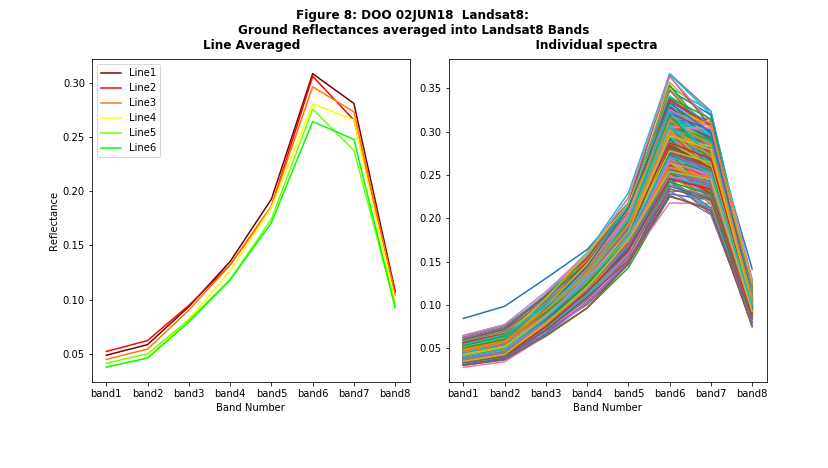 Figure 8: DOO 02JUN18 Landsat8:
Ground Reflectances averaged into Landsat8 Bands
Line Averaged
Individual spectra
Line1
Line2
Line3
Line4
Line5
Line6
Reflectance
0.30
0.25
0.20
0.15
0.10
0.05
band1 band2 band3 band4 band5 band6 band7 band8
Band Number
0.35
0.30
0.25
0.20
0.15
0.10
0.05
band1 band2 band3 band4 band5 band6 band7 band8
Band Number